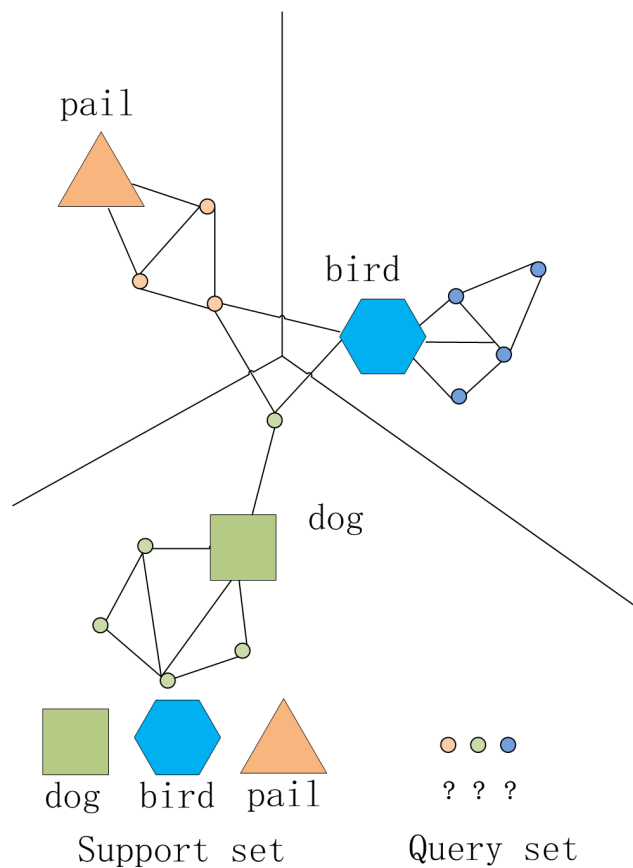 pail
bird
dog
dog bird pail
? ? ?
Support set
Query set